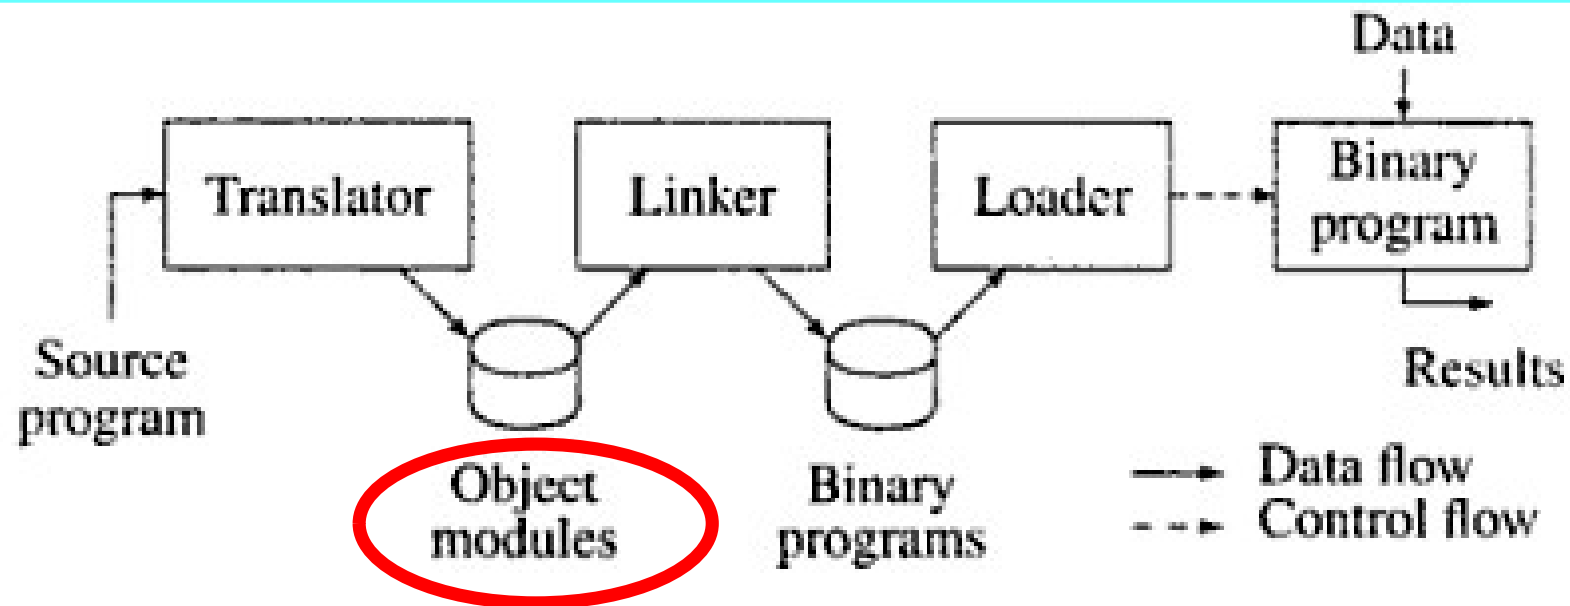 Data
Translator
Linker
Loader
Binary
program
Source
program
Results
Object
modules
Binary
programs
Data flow
Control flow